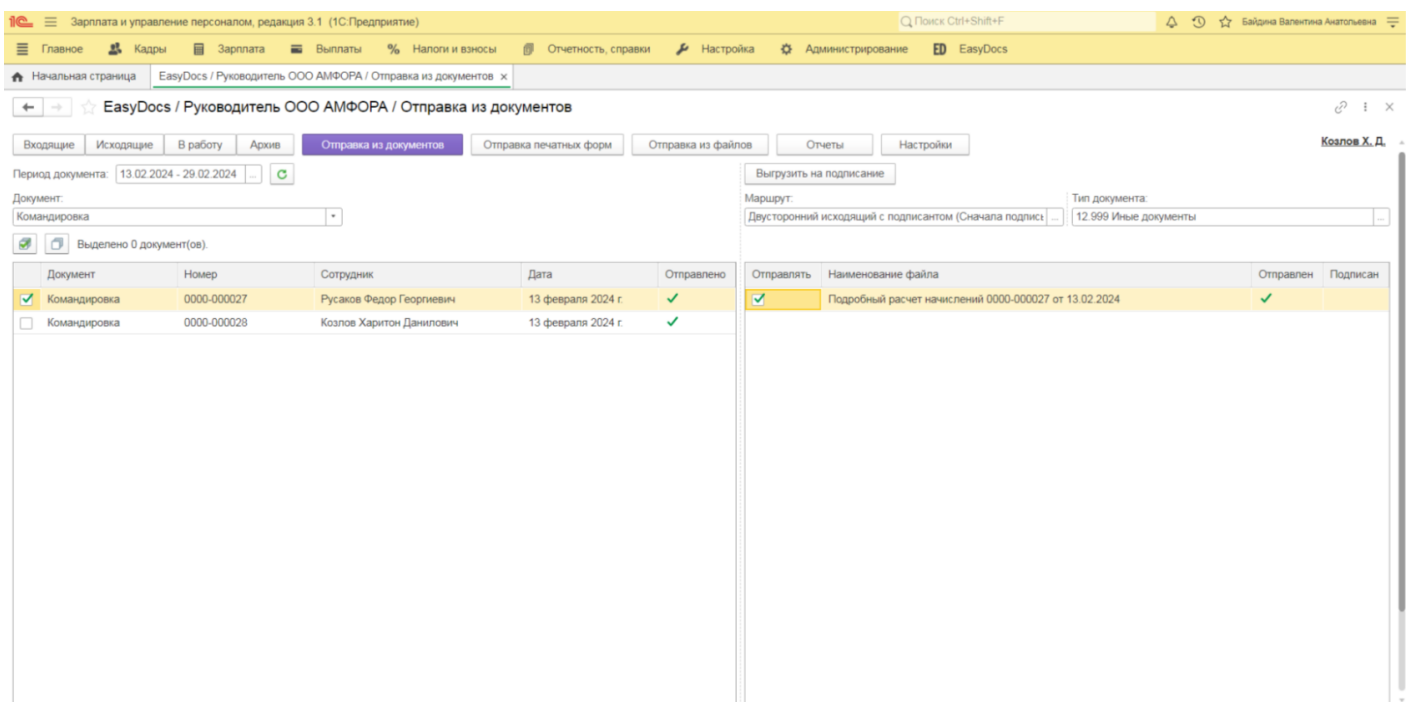 1С Зарплата и управление персоналом, редакция 3.1 (1С:Предприятие) Поиск Ctrl+Shift+F Байдина Валентина Анатольевна
Главное Кадры Зарплата Выплаты % Налоги и взносы Отчетность, справки Настройка Администрирование ED EasyDocs
Начальная страница EasyDocs / Руководитель ООО АМФОРА / Отправка из документов ×
EasyDocs / Руководитель ООО АМФОРА / Отправка из документов
Входящие Исходящие В работу Архив Отправка из документов Отправка печатных форм Отправка из файлов Отчеты Настройки Козлов Х. Д.
Период документа: 13.02.2024 - 29.02.2024 ... Выгрузить на подписание
Документ: Маршрут: Тип документа:
Командировка Двусторонний исходящий с подписантом (Сначала подпись ... 12.999 Иные документы ...
Выделено 0 документ(ов).
Документ Номер Сотрудник Дата Отправлено Отправлять Наименование файла Отправлен Подписан
Командировка 0000-000027 Русаков Федор Георгиевич 13 февраля 2024 г. Подробный расчет начислений 0000-000027 от 13.02.2024
Командировка 0000-000028 Козлов Харитон Данилович 13 февраля 2024 г.